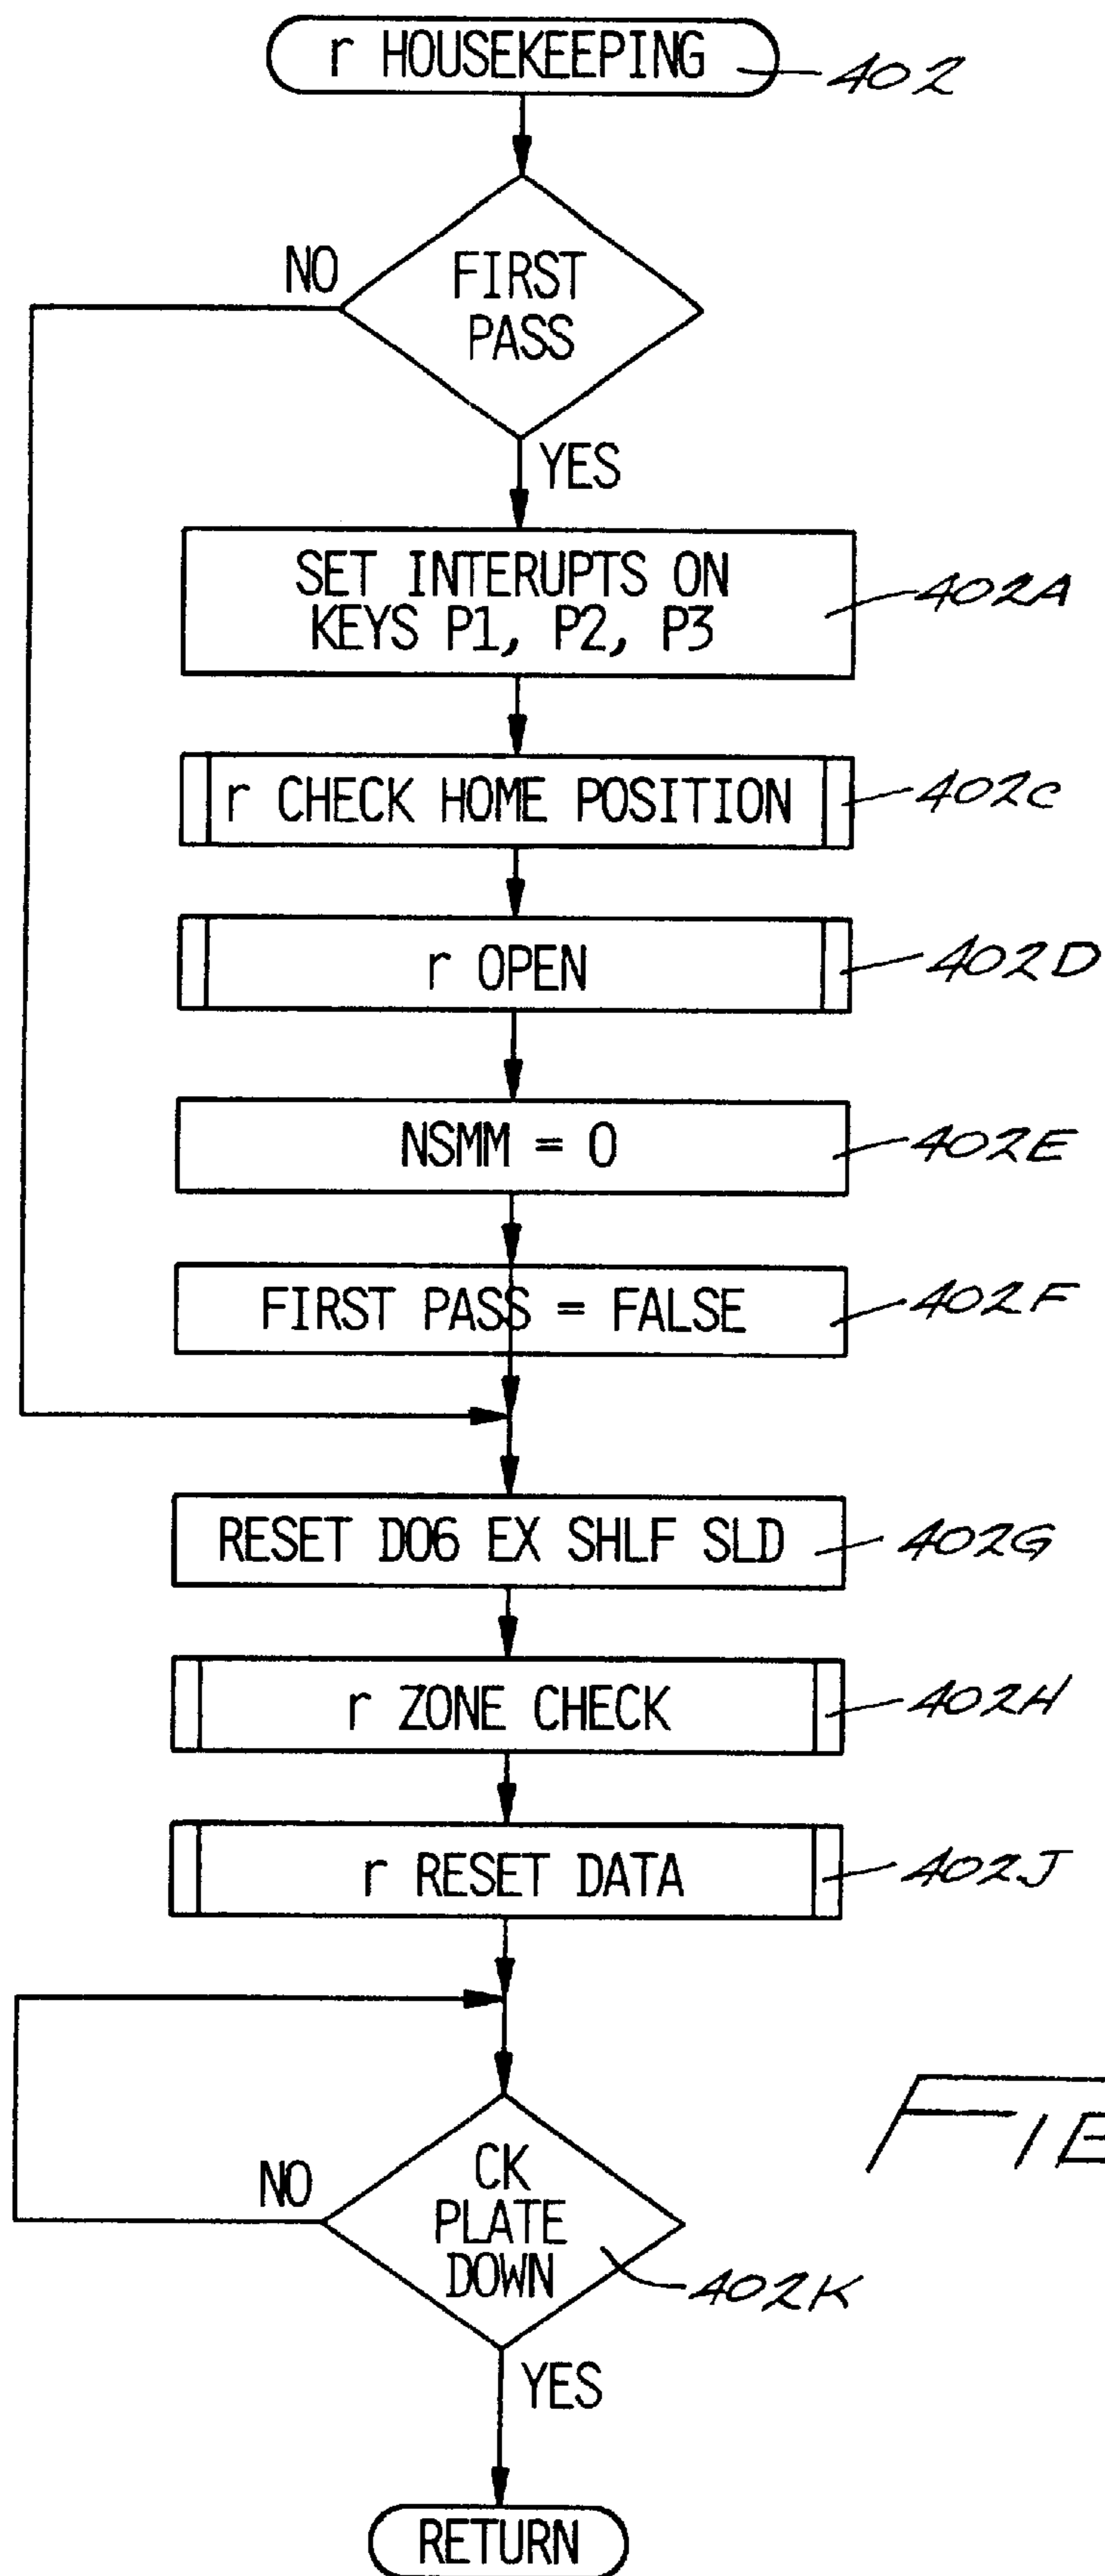 r HOUSEKEEPING
402
NO
FIRST
PASS
YES
SET INTERUPTS ON
KEYS P1, P2, P3
402A
r CHECK HOME POSITION
402C
r OPEN
402D
NSMM = 0
402E
FIRST PASS = FALSE
402F
RESET DO6 EX SHLF SLD
402G
r ZONE CHECK
402H
r RESET DATA
402J
NO
CK
PLATE
DOWN
402K
YES
RETURN